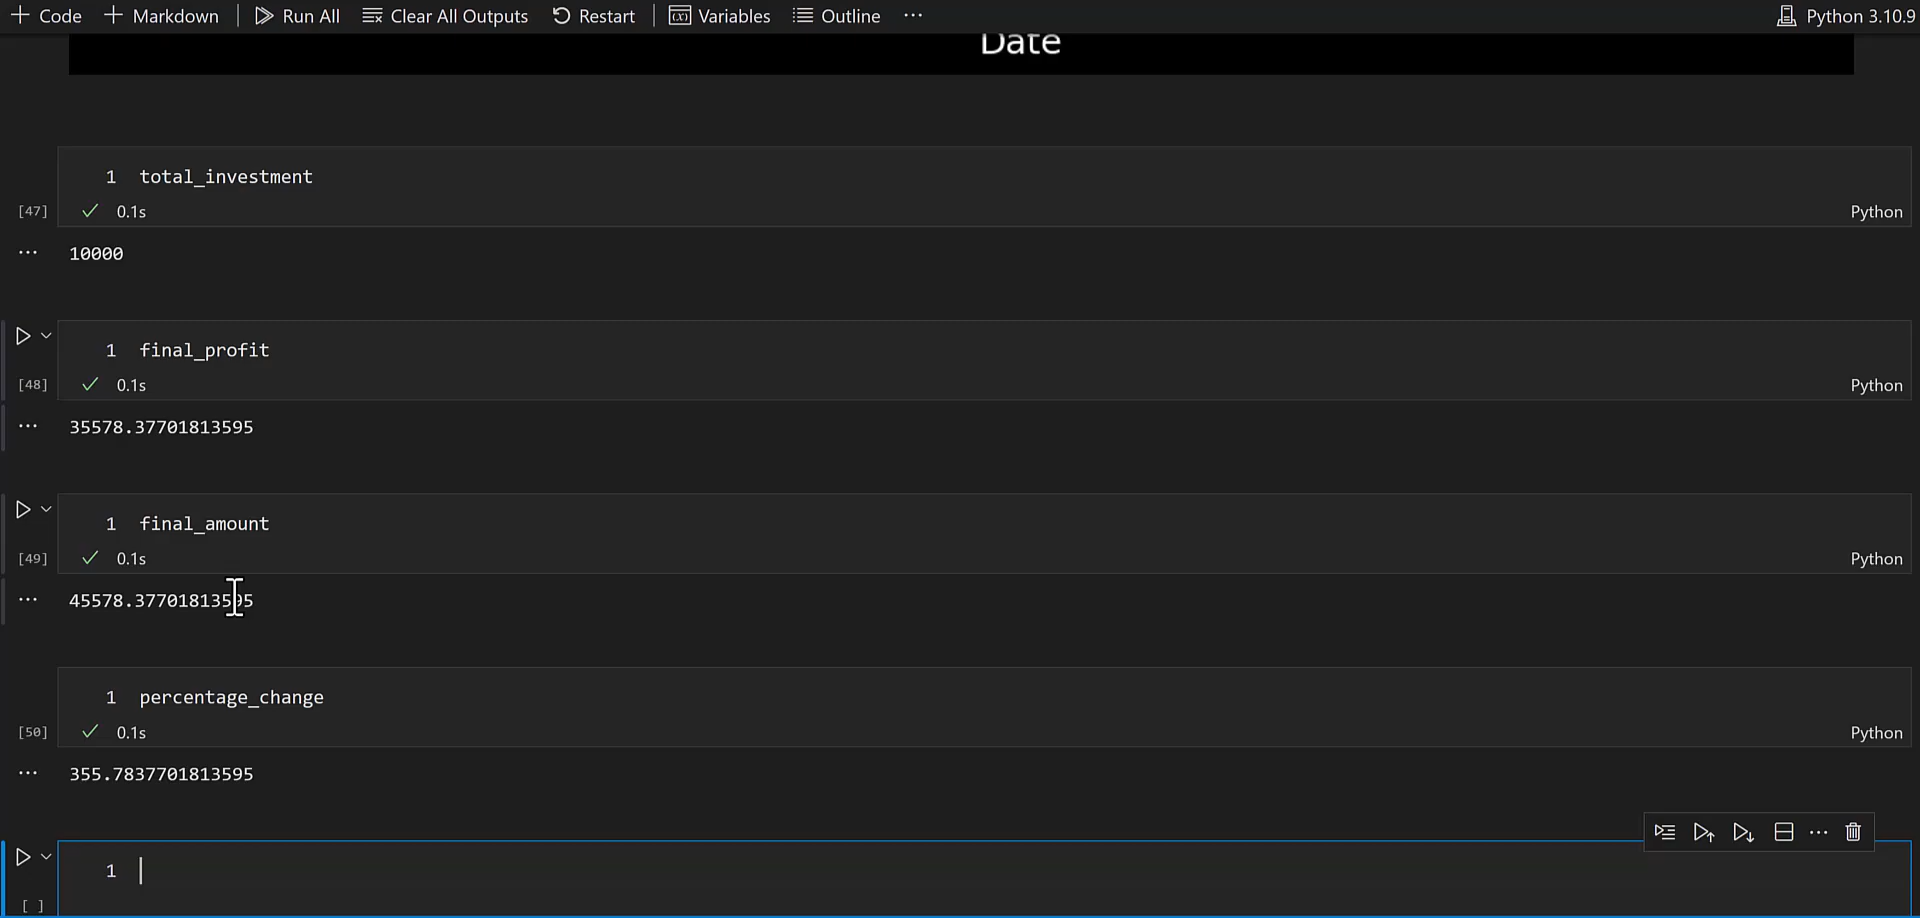 Code Markdown Run All Clear All Outputs Restart Variables Outline ... Python 3.10.9
Date
1 total_investment
[47] 0.1s Python
... 10000
1 final_profit
[48] 0.1s Python
... 35578.37701813595
1 final_amount
[49] 0.1s Python
... 45578.37701813595
1 percentage_change
[50] 0.1s Python
... 355.7837701813595
1
[ ]